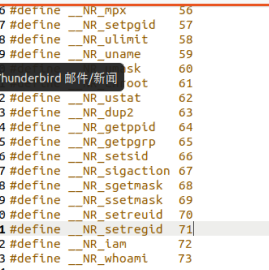 6 #define __NR_mpx 56
7 #define __NR_setpgid 57
8 #define __NR_ulimit 58
9 #define __NR_uname 59
sk 60
Thunderbird 邮件/新闻
root 61
2 #define __NR_ustat 62
3 #define __NR_dup2 63
4 #define __NR_getppid 64
5 #define __NR_getpgrp 65
6 #define __NR_setsid 66
7 #define __NR_sigaction 67
8 #define __NR_sgetmask 68
9 #define __NR_ssetmask 69
0 #define __NR_setreuid 70
1 #define __NR_setregid 71
2 #define __NR_iam 72
3 #define __NR_whoami 73